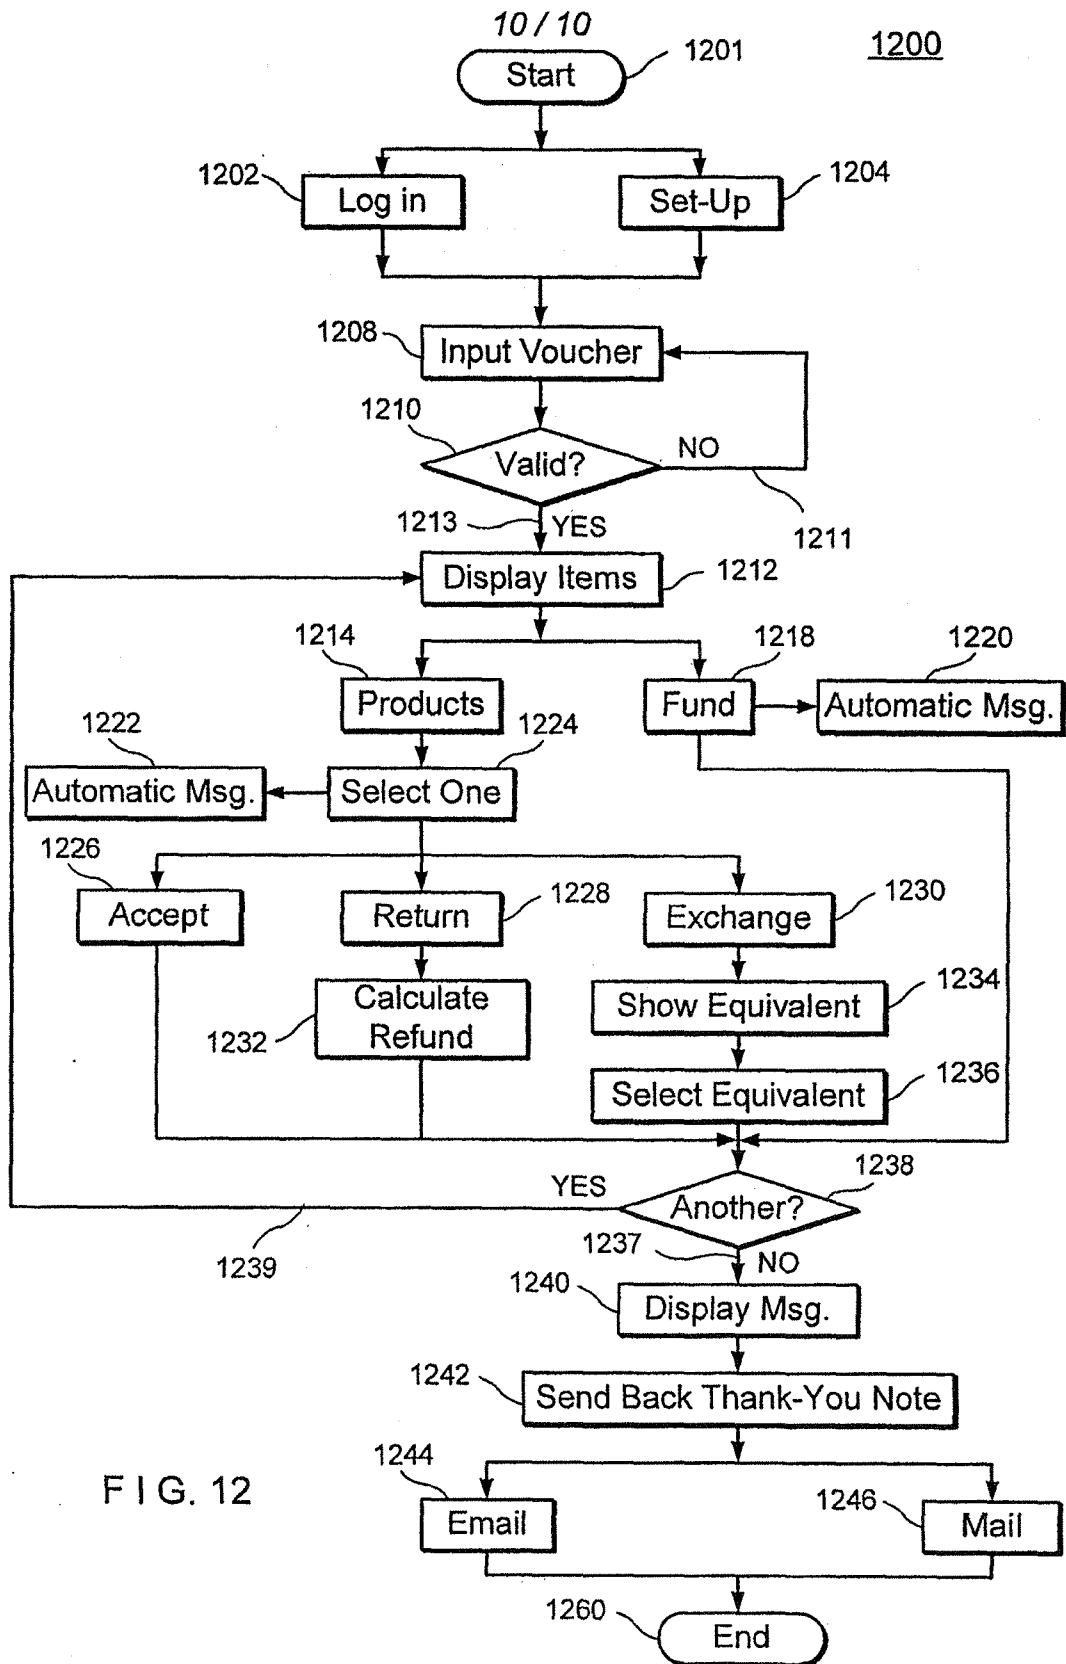 10 / 10
1200
Start
1201
1202
Log in
Set-Up
1204
1208
Input Voucher
1210
Valid?
NO
1211
1213
YES
Display Items
1212
1214
Products
1218
Fund
1220
Automatic Msg.
1222
Automatic Msg.
1224
Select One
1226
Accept
Return
1228
Exchange
1230
Calculate
Refund
1232
Show Equivalent
1234
Select Equivalent
1236
YES
Another?
1238
1239
1237
NO
1240
Display Msg.
1242
Send Back Thank-You Note
F I G. 12
1244
Email
1246
Mail
1260
End